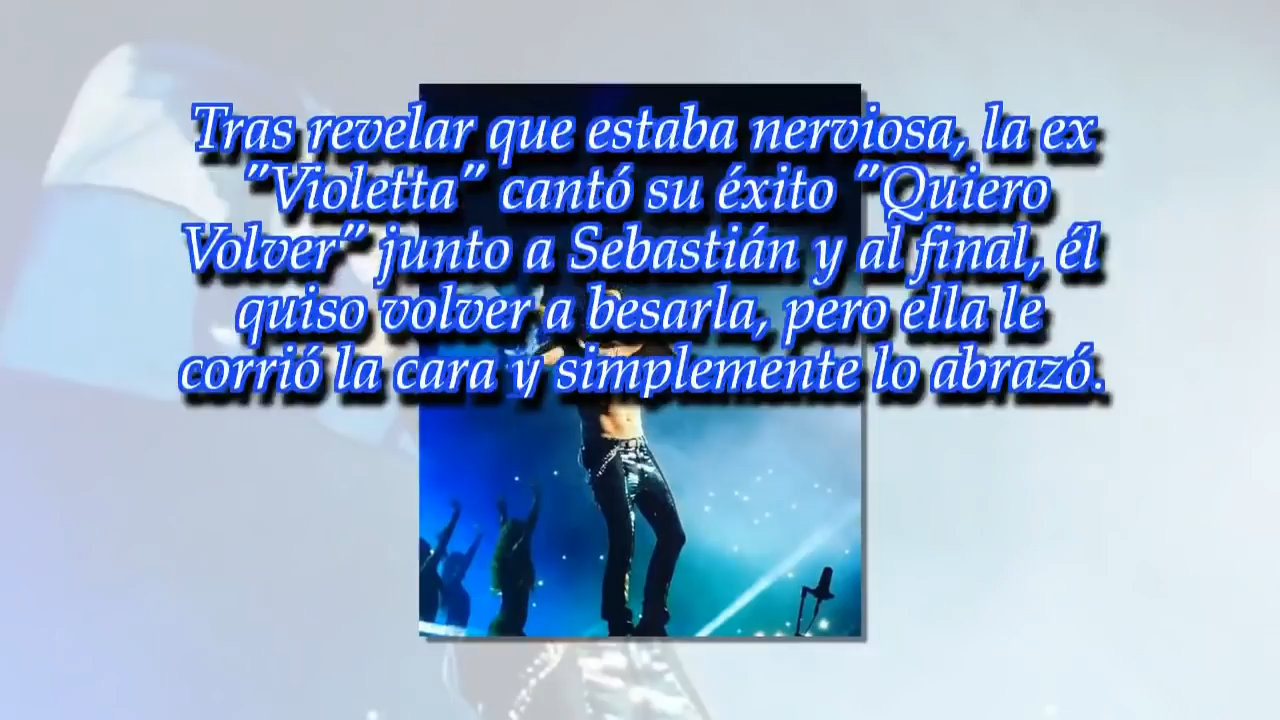 Tras revelar que estaba nerviosa, la ex
"Violetta" cantó su éxito "Quiero
Volver" junto a Sebastián y al final, él
quiso volver a besarla, pero ella le
corrió la cara y simplemente lo abrazó.